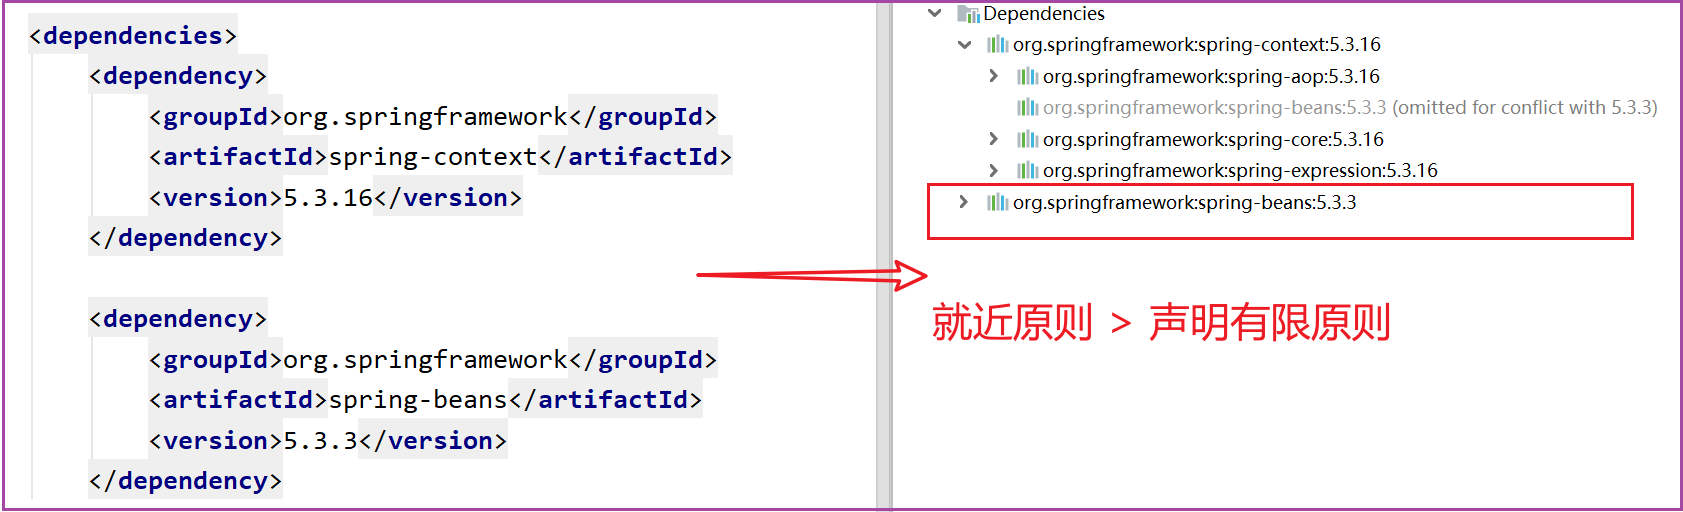 <dependencies>
<dependency>
<groupId>org.springframework</groupId>
<artifactId>spring-context</artifactId>
<version>5.3.16</version>
</dependency>
<dependency>
<groupId>org.springframework</groupId>
<artifactId>spring-beans</artifactId>
<version>5.3.3</version>
</dependency>
Dependencies
org.springframework:spring-context:5.3.16
org.springframework:spring-aop:5.3.16
org.springframework:spring-beans:5.3.3 (omitted for conflict with 5.3.3)
org.springframework:spring-core:5.3.16
org.springframework:spring-expression:5.3.16
org.springframework:spring-beans:5.3.3
就近原则 > 声明有限原则